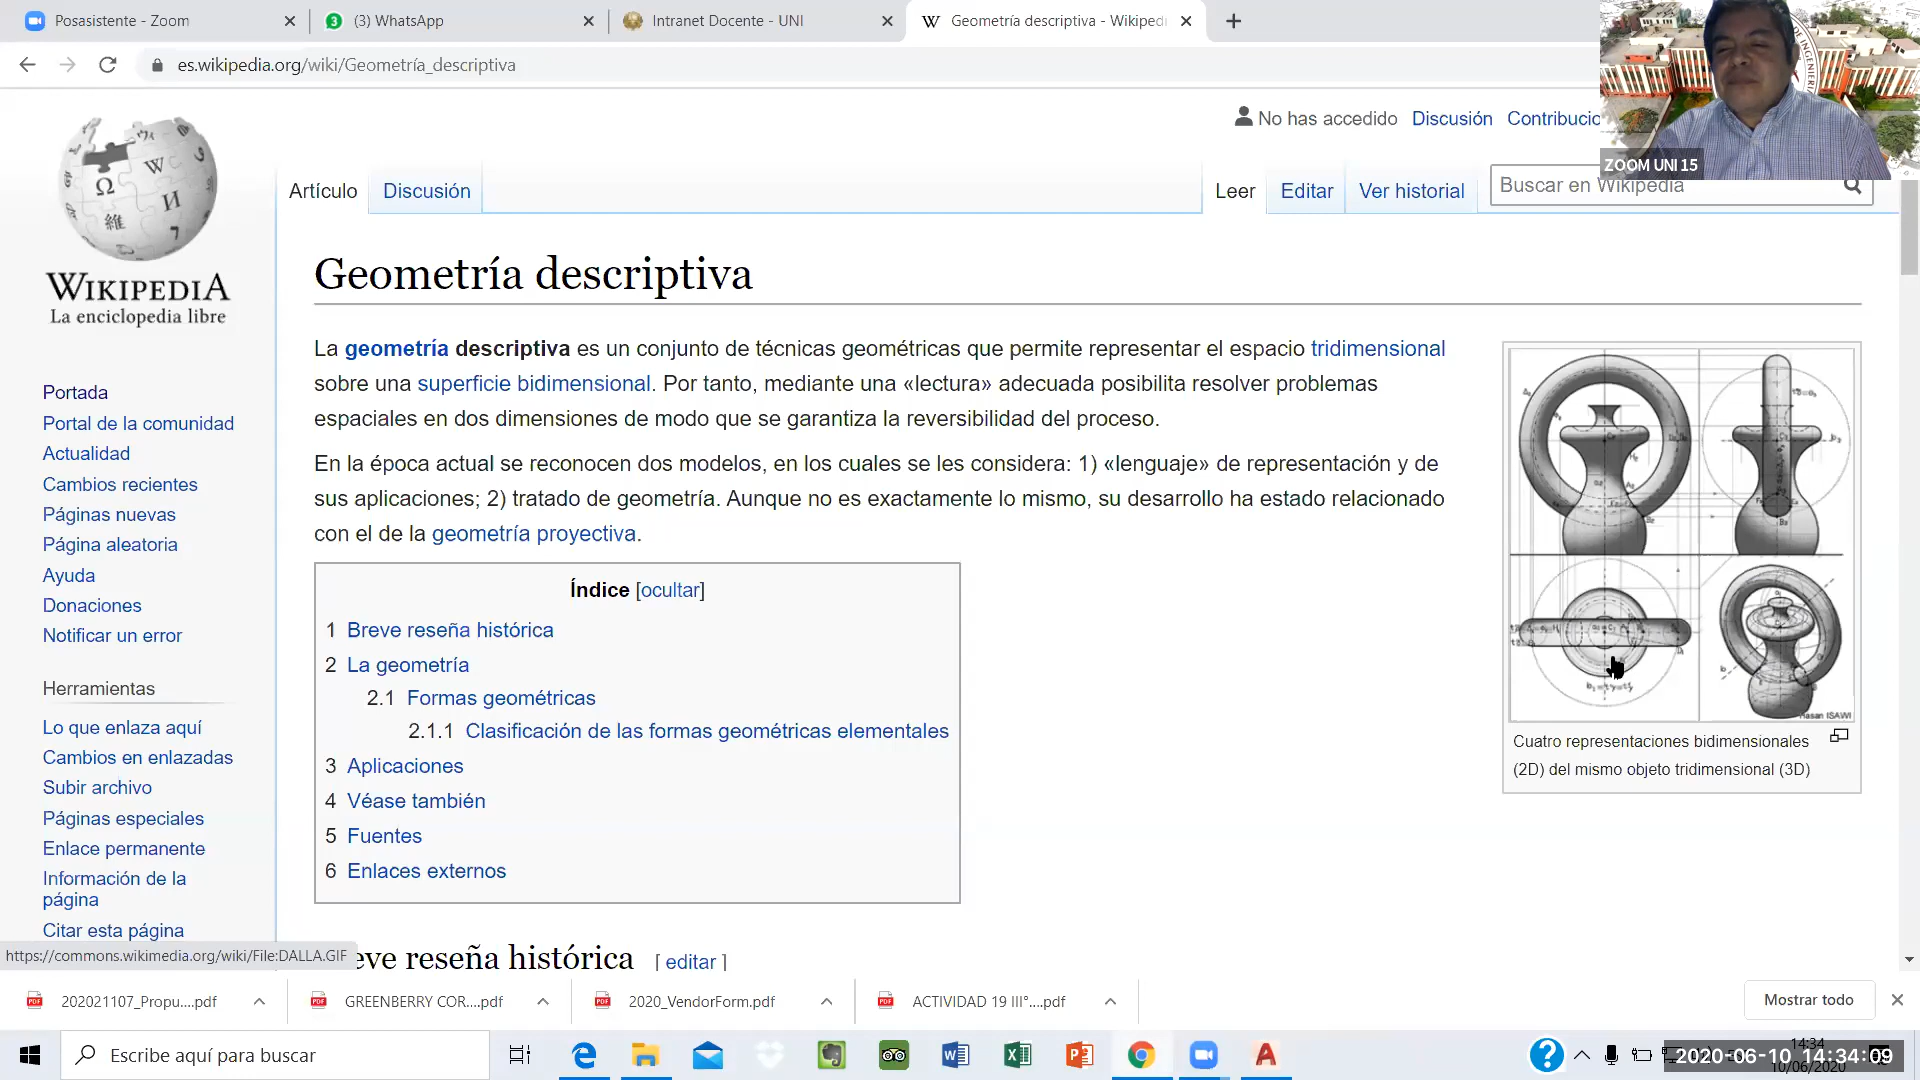 Posasistente - Zoom
(3) WhatsApp
Intranet Docente - UNI
Geometría descriptiva - Wikiped
es.wikipedia.org/wiki/Geometría_descriptiva
ZOOM UNI 15
No has accedido Discusión Contribucio
Artículo Discusión Leer Editar Ver historial
Buscar en Wikipedia
WIKIPEDIA
La enciclopedia libre
Portada
Portal de la comunidad
Actualidad
Cambios recientes
Páginas nuevas
Página aleatoria
Ayuda
Donaciones
Notificar un error
Herramientas
Lo que enlaza aquí
Cambios en enlazadas
Subir archivo
Páginas especiales
Enlace permanente
Información de la
página
Citar esta página
Geometría descriptiva
La geometría descriptiva es un conjunto de técnicas geométricas que permite representar el espacio tridimensional
sobre una superficie bidimensional. Por tanto, mediante una «lectura» adecuada posibilita resolver problemas
espaciales en dos dimensiones de modo que se garantiza la reversibilidad del proceso.
En la época actual se reconocen dos modelos, en los cuales se les considera: 1) «lenguaje» de representación y de
sus aplicaciones; 2) tratado de geometría. Aunque no es exactamente lo mismo, su desarrollo ha estado relacionado
con el de la geometría proyectiva.
Índice [ocultar]
1 Breve reseña histórica
2 La geometría
2.1 Formas geométricas
2.1.1 Clasificación de las formas geométricas elementales
3 Aplicaciones
4 Véase también
5 Fuentes
6 Enlaces externos
Hasan ISAWI
Cuatro representaciones bidimensionales
(2D) del mismo objeto tridimensional (3D)
eve reseña histórica [ editar ]
https://commons.wikimedia.org/wiki/File:DALLA.GIF
202021107_Propu....pdf
GREENBERRY COR....pdf
2020_VendorForm.pdf
ACTIVIDAD 19 III°....pdf
Mostrar todo
Escribe aquí para buscar
14:34
10/06/2020
2020-06-10 14:34:09